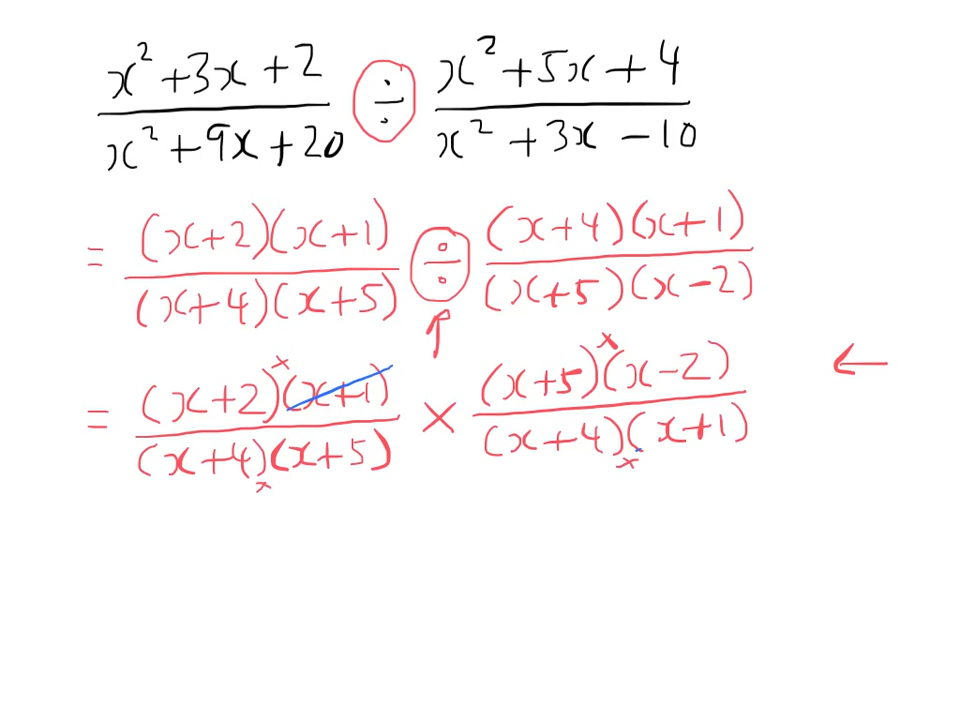 (x²+3x+2)/(x²+9x+20) ÷ (x²+5x+4)/(x²+3x-10)
= ((x+2)(x+1))/((x+4)(x+5)) ÷ ((x+4)(x+1))/((x+5)(x-2))
= ((x+2)×(x+1))/((x+4)×(x+5)) × ((x+5)×(x-2))/((x+4)×(x+1)) ←